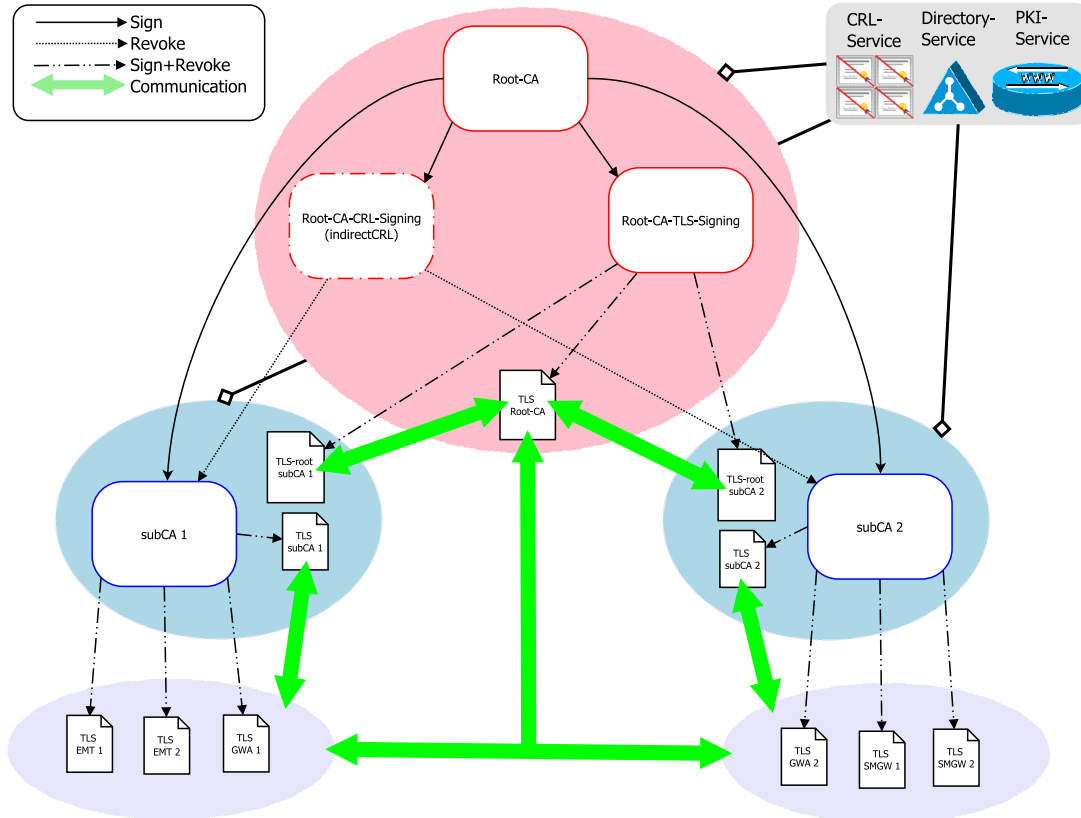 Sign
Revoke
Sign+Revoke
Communication
CRL-
Service
Directory-
Service
PKI-
Service
WWW
Root-CA
Root-CA-CRL-Signing
(indirectCRL)
Root-CA-TLS-Signing
TLS
Root-CA
TLS-root
subCA 1
TLS-root
subCA 2
subCA 1
TLS
subCA 1
TLS
subCA 2
subCA 2
TLS
EMT 1
TLS
EMT 2
TLS
GWA 1
TLS
GWA 2
TLS
SMGW 1
TLS
SMGW 2